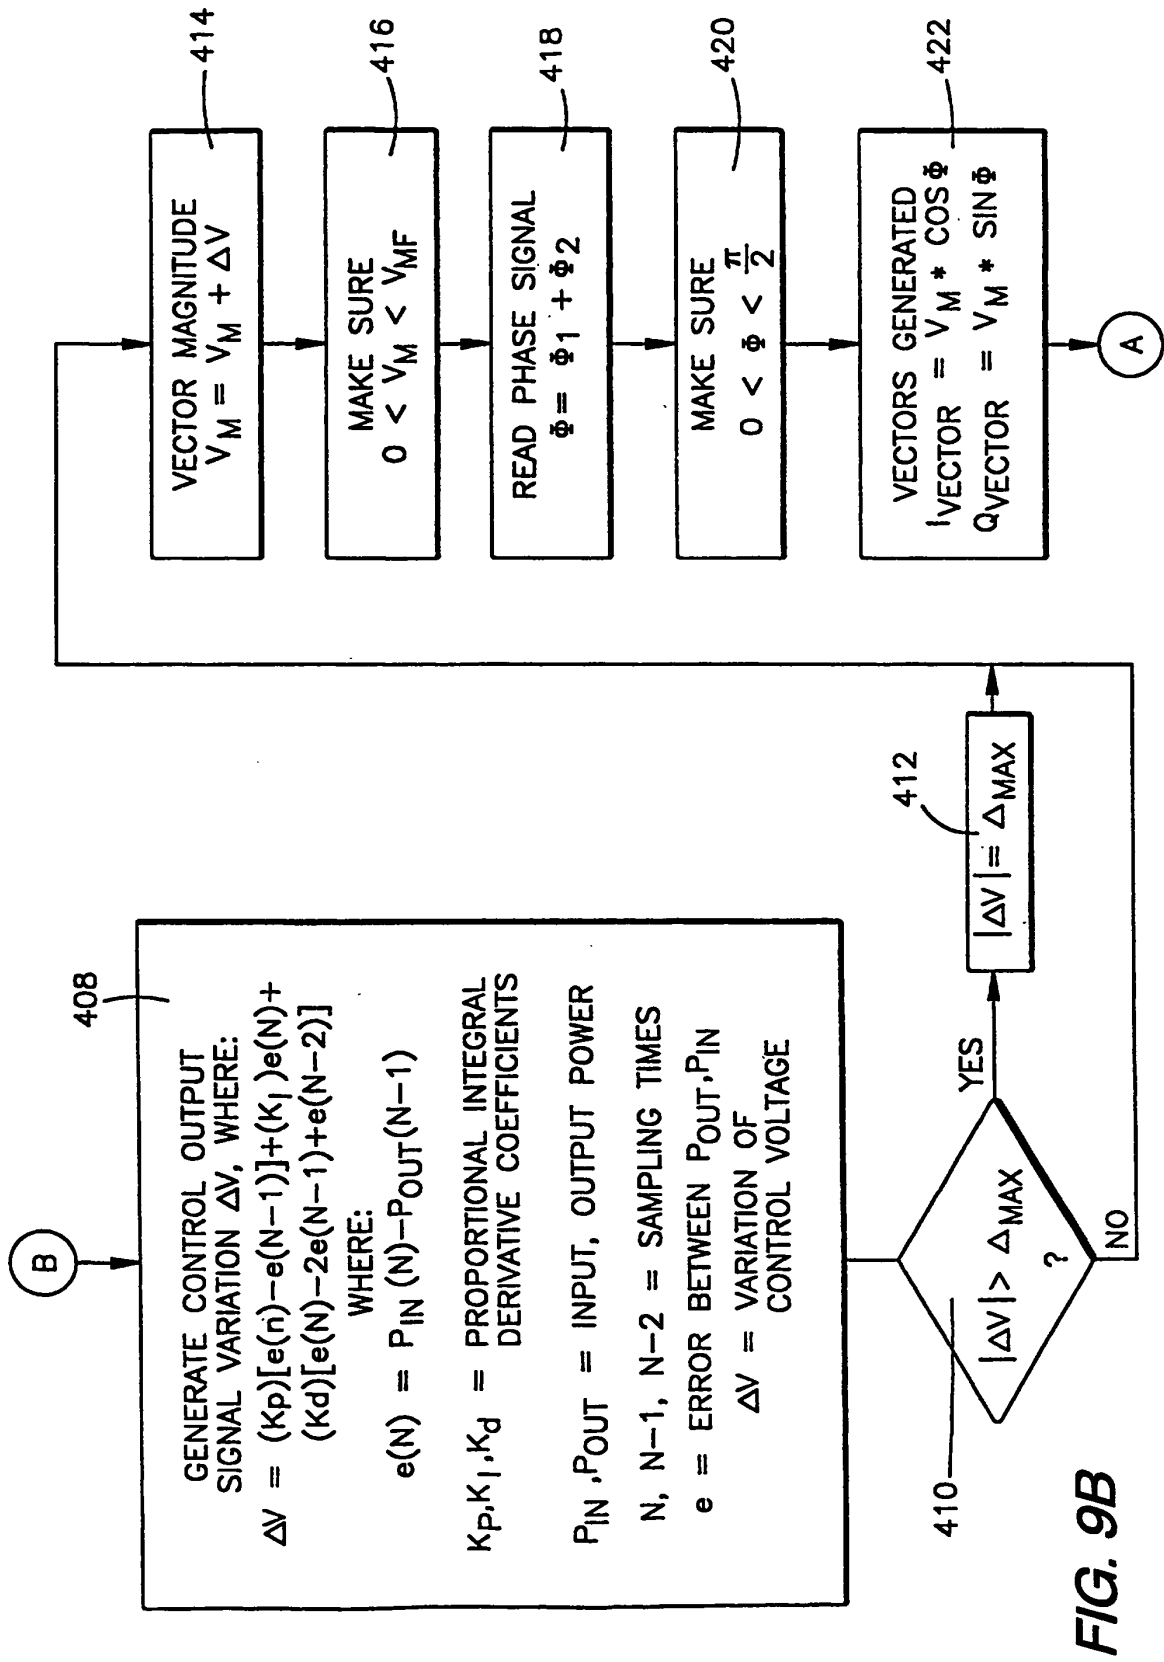 B
408
GENERATE CONTROL OUTPUT
SIGNAL VARIATION ΔV, WHERE:
ΔV = (Kp)[e(n)−e(N−1)]+(K_I)e(N)+
(Kd)[e(N)−2e(N−1)+e(N−2)]
WHERE:
e(N) = P_IN (N)−P_OUT(N−1)
K_P,K_I,K_d = PROPORTIONAL INTEGRAL
DERIVATIVE COEFFICIENTS
P_IN ,P_OUT = INPUT, OUTPUT POWER
N, N−1, N−2 = SAMPLING TIMES
e = ERROR BETWEEN P_OUT,P_IN
ΔV = VARIATION OF
CONTROL VOLTAGE
410
|ΔV| > Δ_MAX
?
YES
NO
412
|ΔV| = Δ_MAX
414
VECTOR MAGNITUDE
V_M = V_M + ΔV
416
MAKE SURE
0 < V_M < V_MF
418
READ PHASE SIGNAL
Φ = Φ_1 + Φ_2
420
MAKE SURE
0 < Φ < π/2
422
VECTORS GENERATED
I_VECTOR = V_M * COS Φ
Q_VECTOR = V_M * SIN Φ
A
FIG. 9B